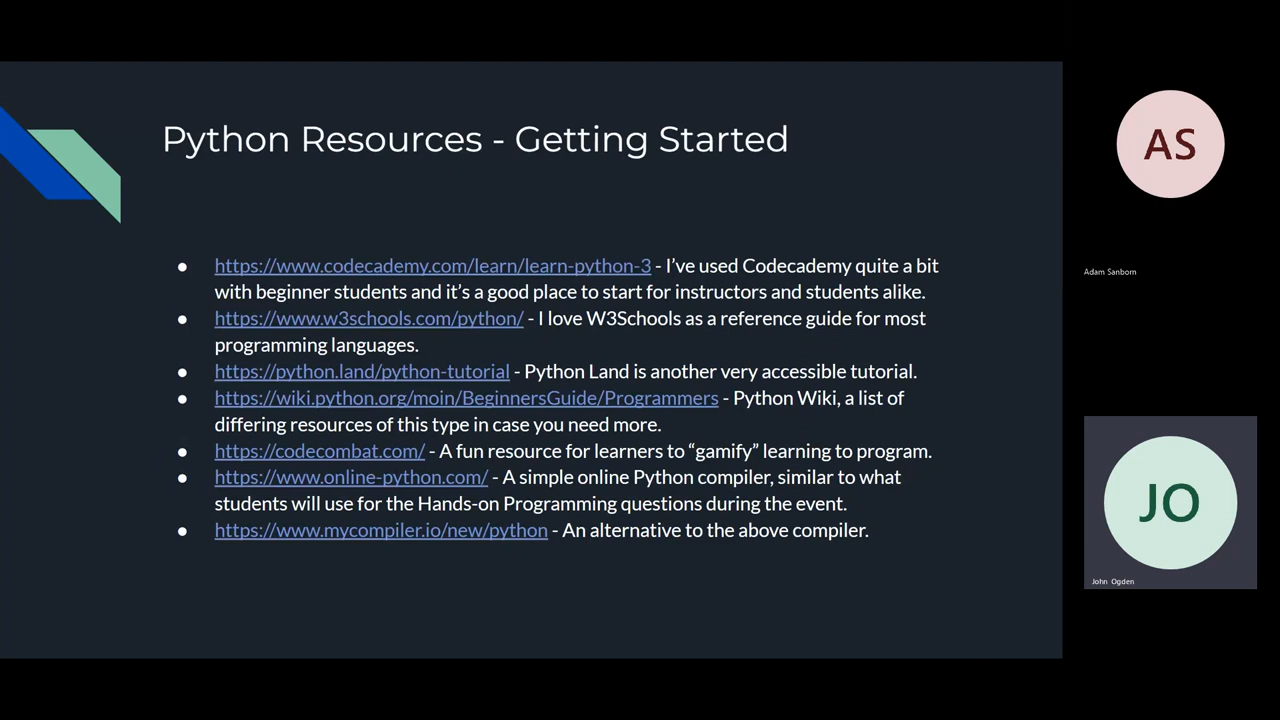 Python Resources - Getting Started
● https://www.codecademy.com/learn/learn-python-3 - I’ve used Codecademy quite a bit
with beginner students and it’s a good place to start for instructors and students alike.
● https://www.w3schools.com/python/ - I love W3Schools as a reference guide for most
programming languages.
● https://python.land/python-tutorial - Python Land is another very accessible tutorial.
● https://wiki.python.org/moin/BeginnersGuide/Programmers - Python Wiki, a list of
differing resources of this type in case you need more.
● https://codecombat.com/ - A fun resource for learners to “gamify” learning to program.
● https://www.online-python.com/ - A simple online Python compiler, similar to what
students will use for the Hands-on Programming questions during the event.
● https://www.mycompiler.io/new/python - An alternative to the above compiler.
AS
Adam Sanborn
JO
John Ogden